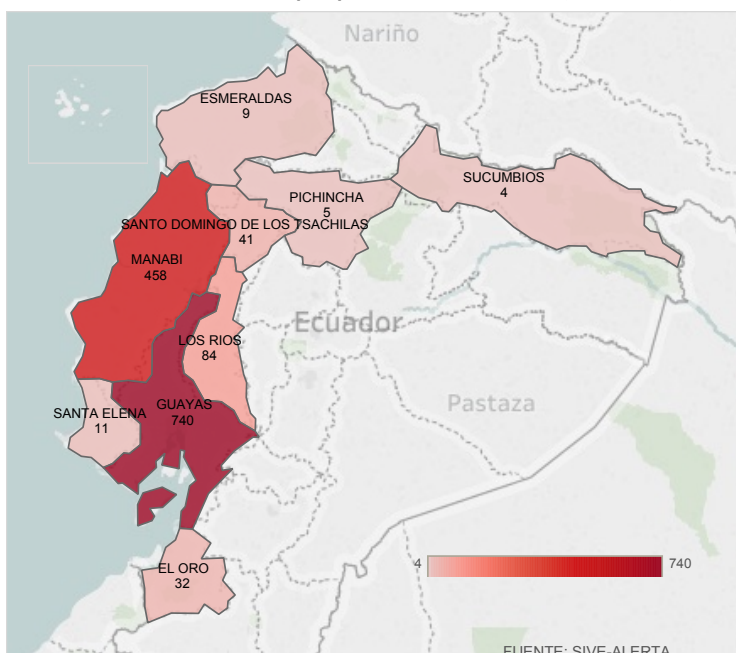 Nariño
ESMERALDAS
9
SUCUMBIOS
4
PICHINCHA
5
SANTO DOMINGO DE LOS TSACHILAS
41
MANABI
458
Ecuador
LOS RIOS
84
GUAYAS
740
Pastaza
SANTA ELENA
11
EL ORO
32
4
740
FUENTE: SIVE-ALERTA